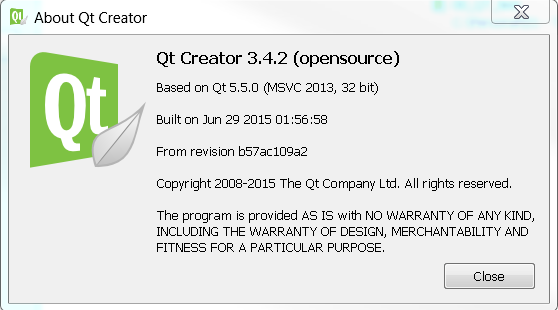 About Qt Creator
Qt
Qt Creator 3.4.2 (opensource)
Based on Qt 5.5.0 (MSVC 2013, 32 bit)
Built on Jun 29 2015 01:56:58
From revision b57ac109a2
Copyright 2008-2015 The Qt Company Ltd. All rights reserved.
The program is provided AS IS with NO WARRANTY OF ANY KIND,
INCLUDING THE WARRANTY OF DESIGN, MERCHANTABILITY AND
FITNESS FOR A PARTICULAR PURPOSE.
Close